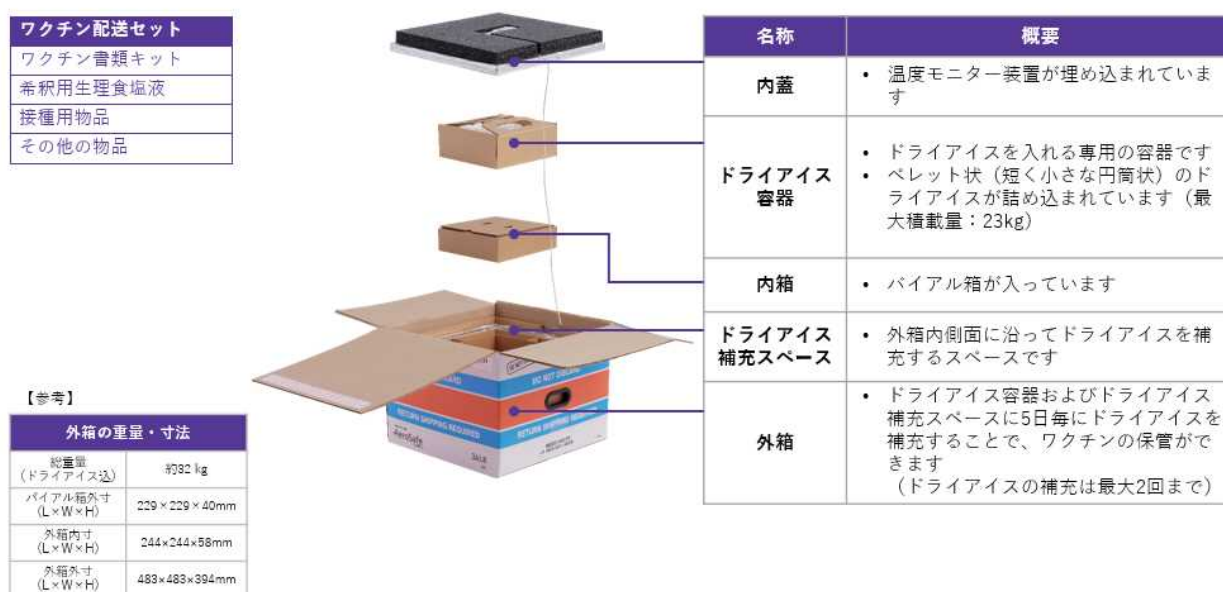 ワクチン配送セット
ワクチン書類キット
希釈用生理食塩液
接種用物品
その他の物品
名称 概要
内蓋
• 温度モニター装置が埋め込まれていま
す
ドライアイス
容器
• ドライアイスを入れる専用の容器です
• ペレット状（短く小さな円筒状）のド
ライアイスが詰め込まれています（最
大積載量：23kg）
内箱
• バイアル箱が入っています
ドライアイス
補充スペース
• 外箱内側面に沿ってドライアイスを補
充するスペースです
外箱
• ドライアイス容器およびドライアイス
補充スペースに5日毎にドライアイスを
補充することで、ワクチンの保管がで
きます
（ドライアイスの補充は最大2回まで）
DO NOT DISCARD
RETURN SHIPPING REQUIRED
RETURN SHIPPING REQUIRED
AeroSafe
【参考】
外箱の重量・寸法
総重量
（ドライアイス込）
約32 kg
バイアル箱外寸
(L×W×H)
229×229×40mm
外箱内寸
(L×W×H)
244×244×58mm
外箱外寸
(L×W×H)
483×483×394mm